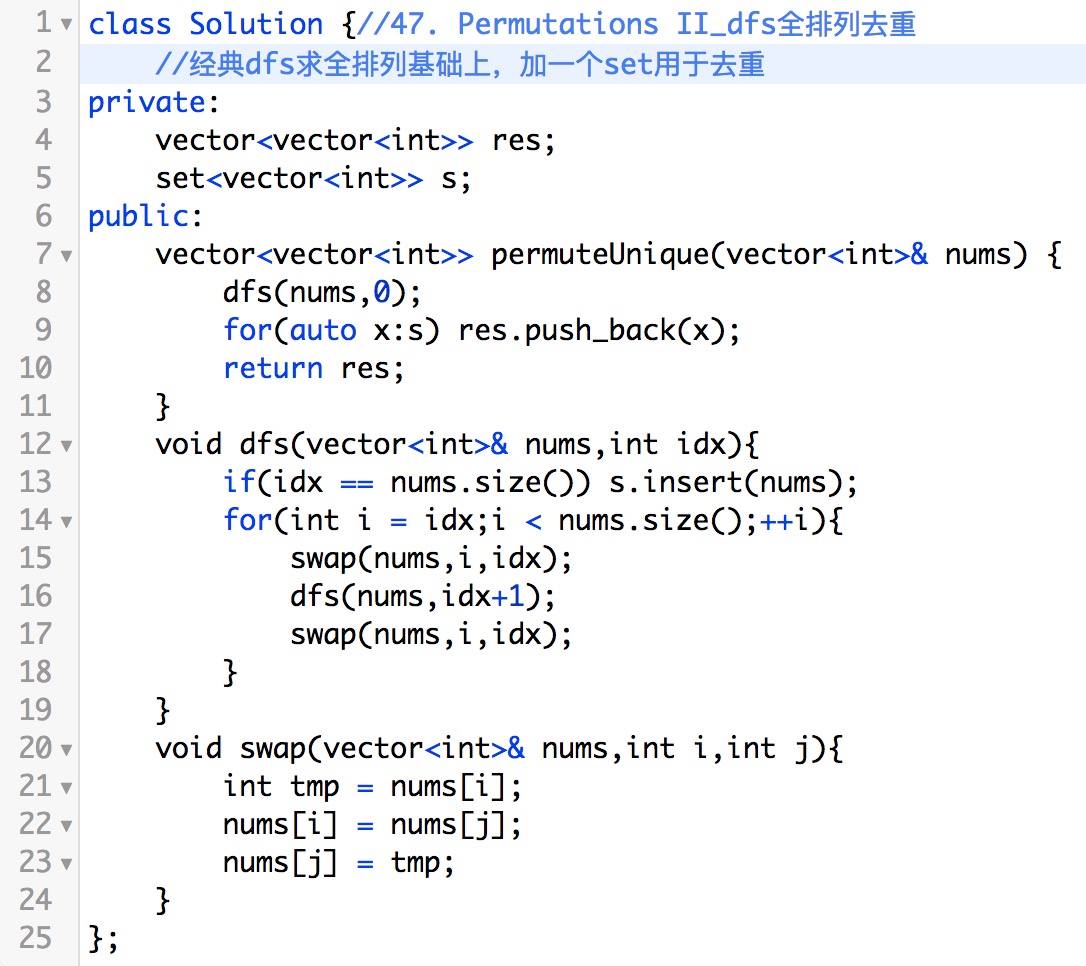 1 class Solution {//47. Permutations II_dfs全排列去重
2 //经典dfs求全排列基础上，加一个set用于去重
3 private:
4 vector<vector<int>> res;
5 set<vector<int>> s;
6 public:
7 vector<vector<int>> permuteUnique(vector<int>& nums) {
8 dfs(nums,0);
9 for(auto x:s) res.push_back(x);
10 return res;
11 }
12 void dfs(vector<int>& nums,int idx){
13 if(idx == nums.size()) s.insert(nums);
14 for(int i = idx;i < nums.size();++i){
15 swap(nums,i,idx);
16 dfs(nums,idx+1);
17 swap(nums,i,idx);
18 }
19 }
20 void swap(vector<int>& nums,int i,int j){
21 int tmp = nums[i];
22 nums[i] = nums[j];
23 nums[j] = tmp;
24 }
25 };